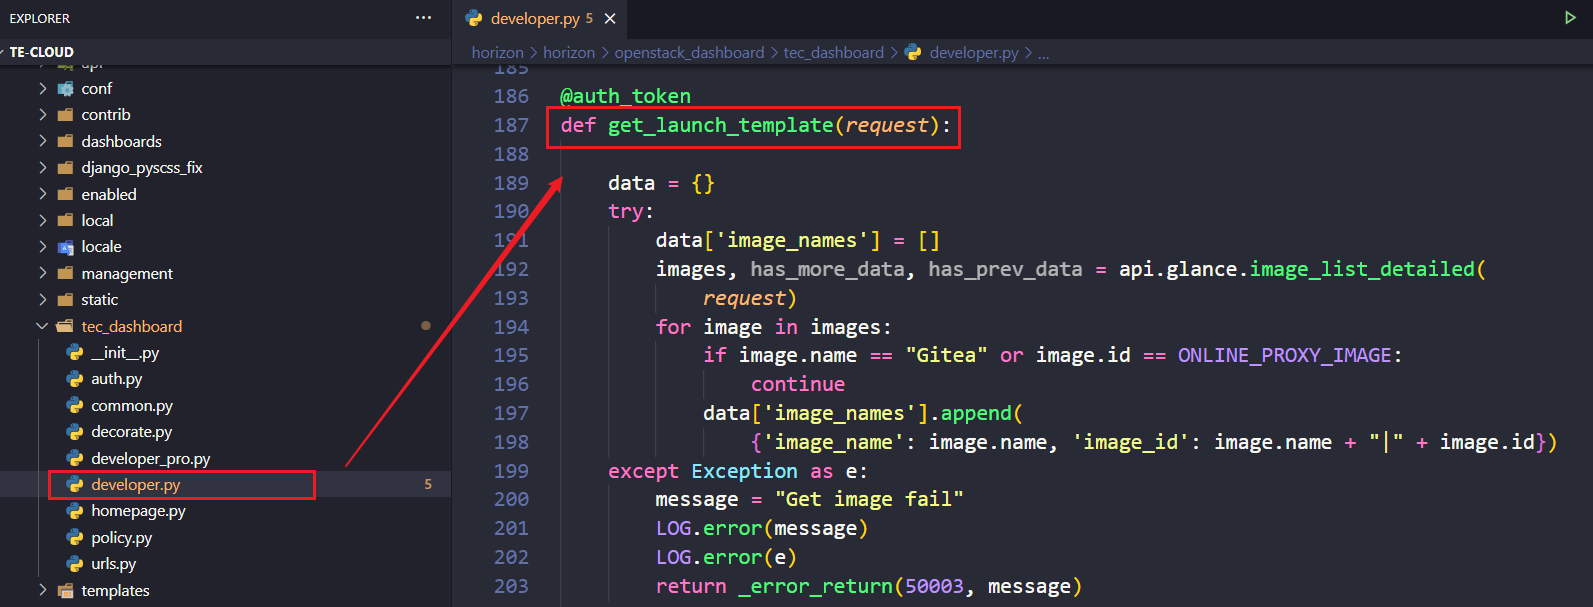 EXPLORER
TE-CLOUD
api
conf
contrib
dashboards
django_pyscss_fix
enabled
local
locale
management
static
tec_dashboard
__init__.py
auth.py
common.py
decorate.py
developer_pro.py
developer.py 5
homepage.py
policy.py
urls.py
templates
developer.py 5
horizon > horizon > openstack_dashboard > tec_dashboard > developer.py > ...
185
186 @auth_token
187 def get_launch_template(request):
188
189 data = {}
190 try:
191 data['image_names'] = []
192 images, has_more_data, has_prev_data = api.glance.image_list_detailed(
193 request)
194 for image in images:
195 if image.name == "Gitea" or image.id == ONLINE_PROXY_IMAGE:
196 continue
197 data['image_names'].append(
198 {'image_name': image.name, 'image_id': image.name + "|" + image.id})
199 except Exception as e:
200 message = "Get image fail"
201 LOG.error(message)
202 LOG.error(e)
203 return _error_return(50003, message)